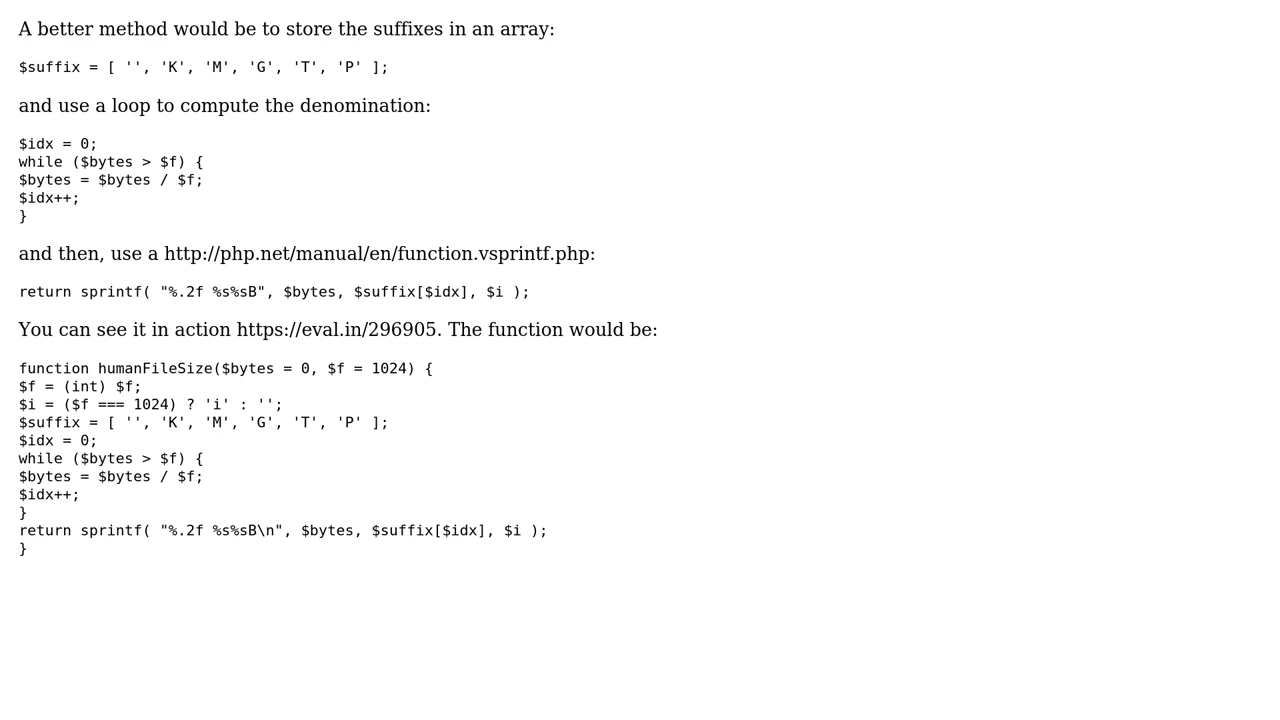 A better method would be to store the suffixes in an array:
$suffix = [ '', 'K', 'M', 'G', 'T', 'P' ];
and use a loop to compute the denomination:
$idx = 0;
while ($bytes > $f) {
$bytes = $bytes / $f;
$idx++;
}
and then, use a http://php.net/manual/en/function.vsprintf.php:
return sprintf( "%.2f %s%sB", $bytes, $suffix[$idx], $i );
You can see it in action https://eval.in/296905. The function would be:
function humanFileSize($bytes = 0, $f = 1024) {
$f = (int) $f;
$i = ($f === 1024) ? 'i' : '';
$suffix = [ '', 'K', 'M', 'G', 'T', 'P' ];
$idx = 0;
while ($bytes > $f) {
$bytes = $bytes / $f;
$idx++;
}
return sprintf( "%.2f %s%sB\n", $bytes, $suffix[$idx], $i );
}